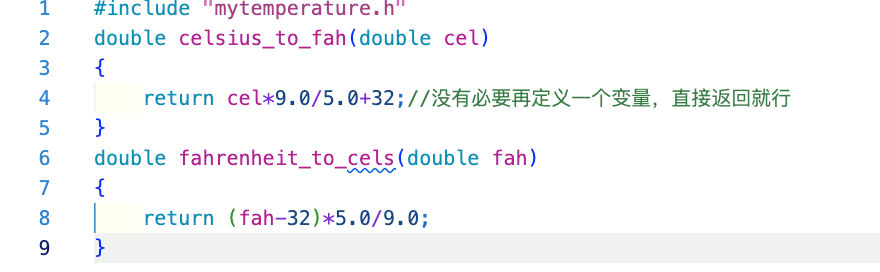 1 #include "mytemperature.h"
2 double celsius_to_fah(double cel)
3 {
4 return cel*9.0/5.0+32;//没有必要再定义一个变量，直接返回就行
5 }
6 double fahrenheit_to_cels(double fah)
7 {
8 return (fah-32)*5.0/9.0;
9 }